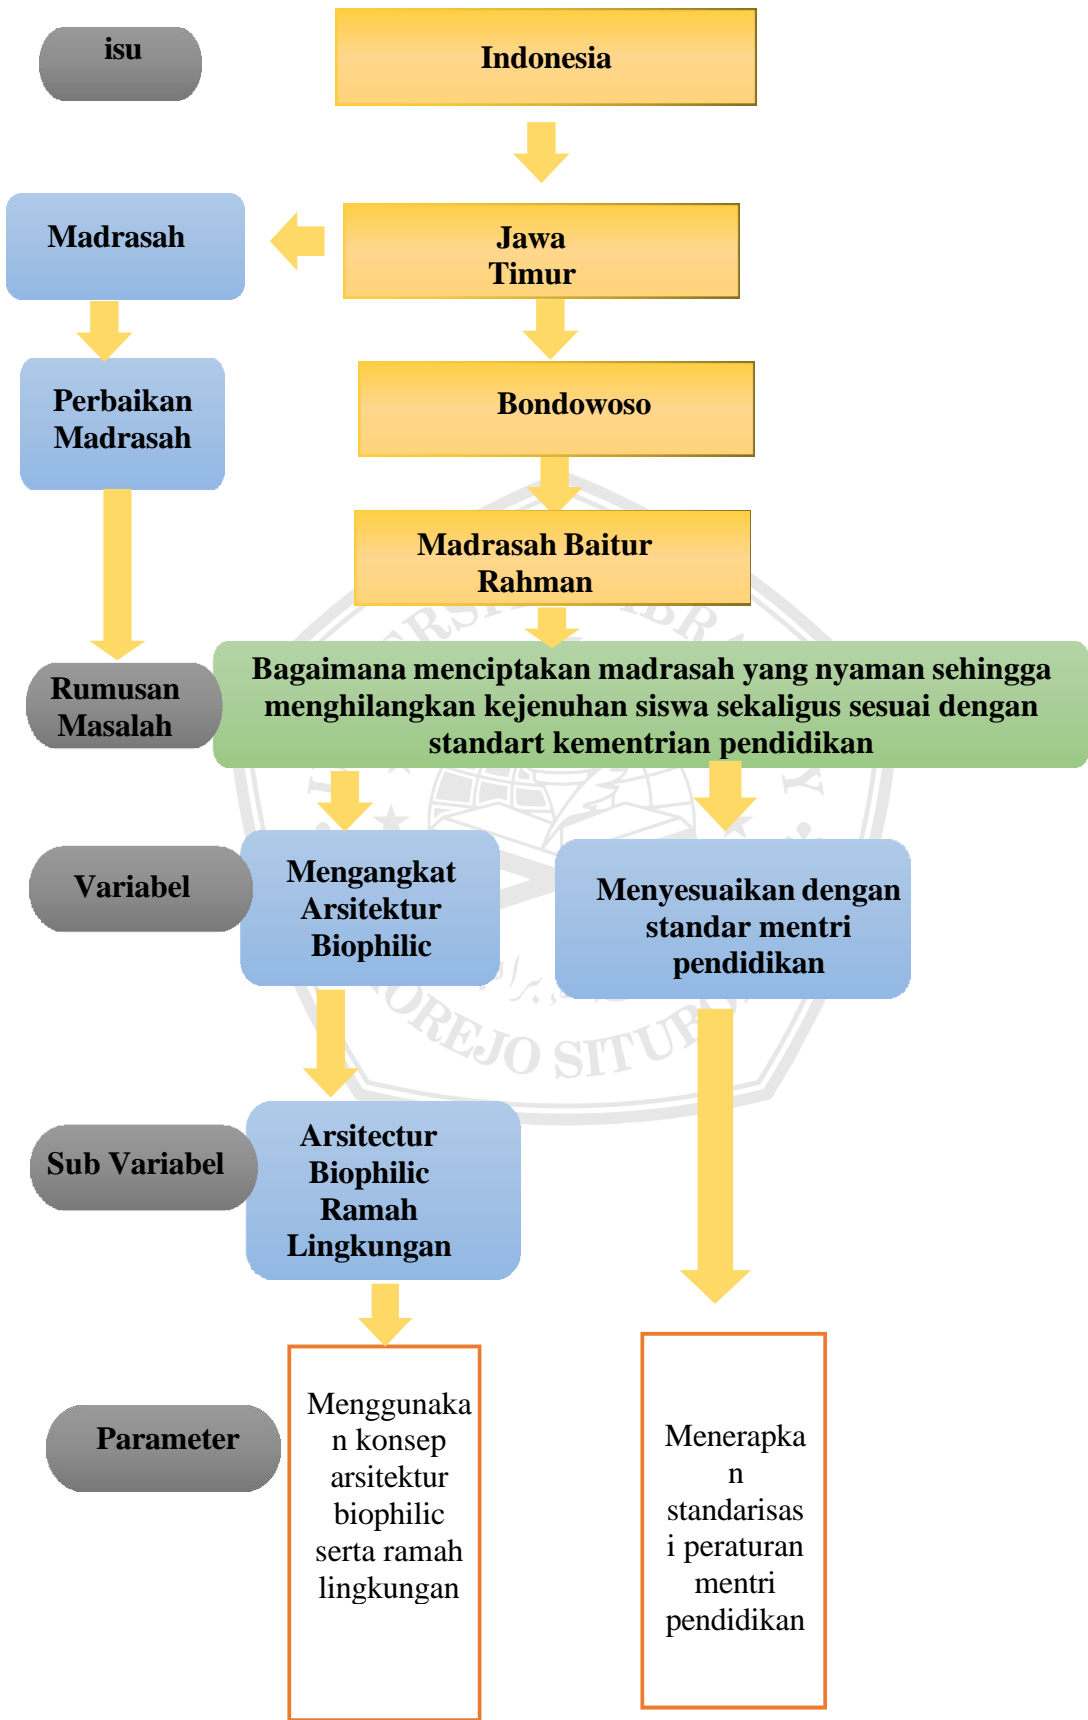 isu
Indonesia
Madrasah
Jawa
Timur
Perbaikan
Madrasah
Bondowoso
Madrasah Baitur
Rahman
Rumusan
Masalah
Bagaimana menciptakan madrasah yang nyaman sehingga
menghilangkan kejenuhan siswa sekaligus sesuai dengan
standart kementrian pendidikan
Variabel
Mengangkat
Arsitektur
Biophilic
Menyesuaikan dengan
standar mentri
pendidikan
Sub Variabel
Arsitectur
Biophilic
Ramah
Lingkungan
Parameter
Menggunaka
n konsep
arsitektur
biophilic
serta ramah
lingkungan
Menerapka
n
standarisas
i peraturan
mentri
pendidikan